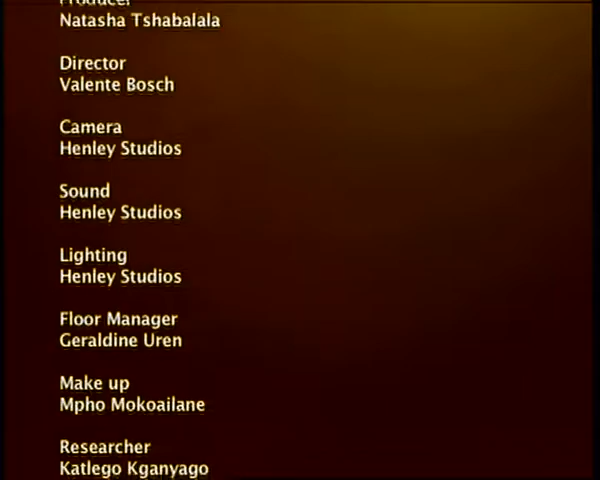 Producer
Natasha Tshabalala
Director
Valente Bosch
Camera
Henley Studios
Sound
Henley Studios
Lighting
Henley Studios
Floor Manager
Geraldine Uren
Make up
Mpho Mokoailane
Researcher
Katlego Kganyago